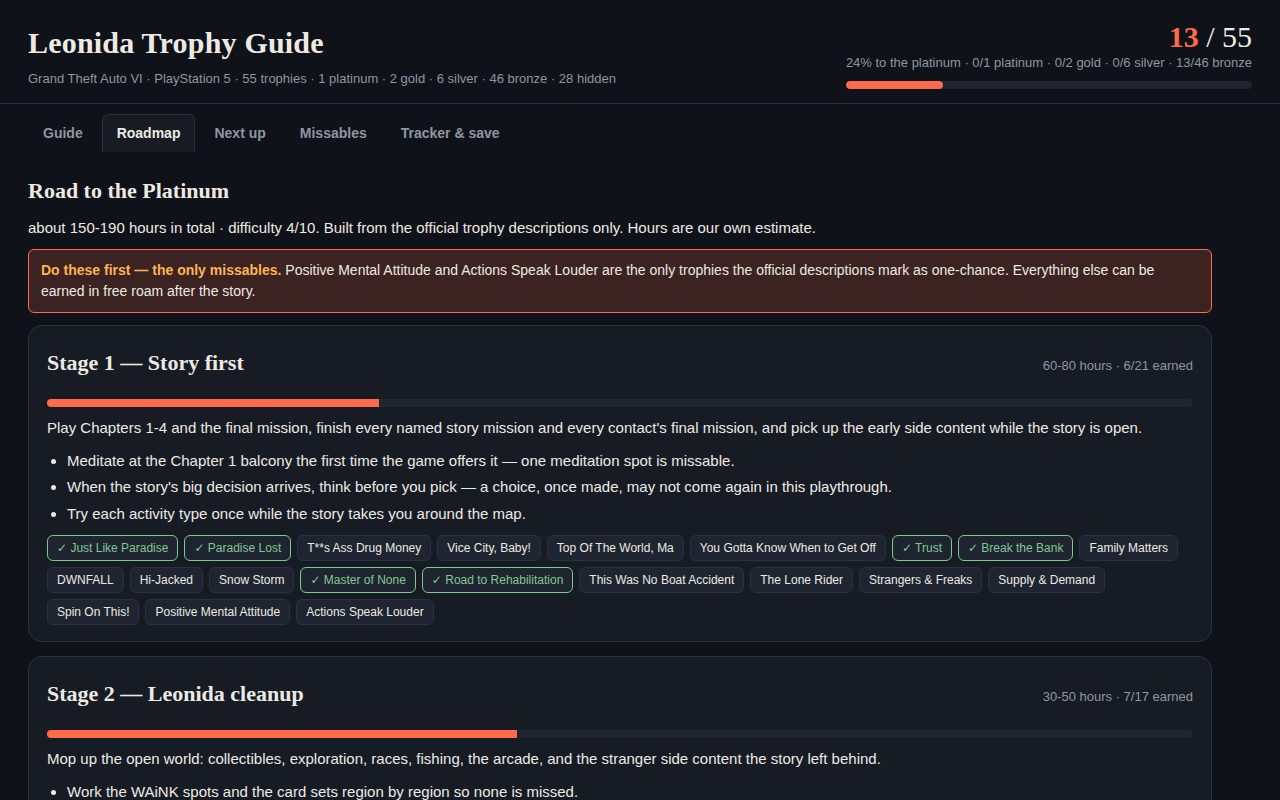 Leonida Trophy Guide
Grand Theft Auto VI · PlayStation 5 · 55 trophies · 1 platinum · 2 gold · 6 silver · 46 bronze · 28 hidden
13 / 55
24% to the platinum · 0/1 platinum · 0/2 gold · 0/6 silver · 13/46 bronze
Guide Roadmap Next up Missables Tracker & save
Road to the Platinum
about 150-190 hours in total · difficulty 4/10. Built from the official trophy descriptions only. Hours are our own estimate.
Do these first — the only missables. Positive Mental Attitude and Actions Speak Louder are the only trophies the official descriptions mark as one-chance. Everything else can be
earned in free roam after the story.
Stage 1 — Story first
60-80 hours · 6/21 earned
Play Chapters 1-4 and the final mission, finish every named story mission and every contact's final mission, and pick up the early side content while the story is open.
• Meditate at the Chapter 1 balcony the first time the game offers it — one meditation spot is missable.
• When the story's big decision arrives, think before you pick — a choice, once made, may not come again in this playthrough.
• Try each activity type once while the story takes you around the map.
✓ Just Like Paradise ✓ Paradise Lost T**s Ass Drug Money Vice City, Baby! Top Of The World, Ma You Gotta Know When to Get Off ✓ Trust ✓ Break the Bank Family Matters
DWNFALL Hi-Jacked Snow Storm ✓ Master of None ✓ Road to Rehabilitation This Was No Boat Accident The Lone Rider Strangers & Freaks Supply & Demand
Spin On This! Positive Mental Attitude Actions Speak Louder
Stage 2 — Leonida cleanup
30-50 hours · 7/17 earned
Mop up the open world: collectibles, exploration, races, fishing, the arcade, and the stranger side content the story left behind.
• Work the WAiNK spots and the card sets region by region so none is missed.